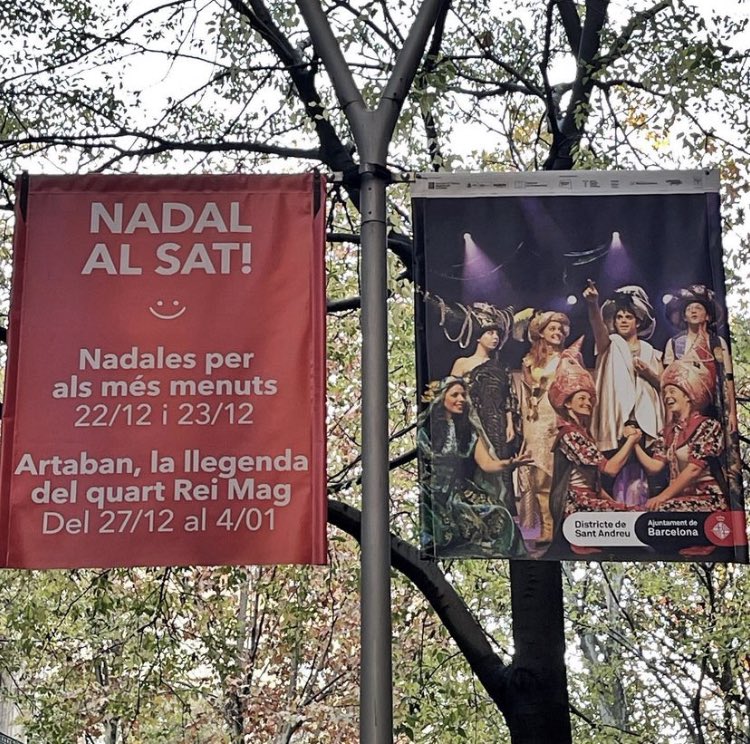 NADAL
AL SAT!
Nadales per
als més menuts
22/12 i 23/12
Artaban, la llegenda
del quart Rei Mag
Del 27/12 al 4/01
Districte de
Sant Andreu
Ajuntament de
Barcelona